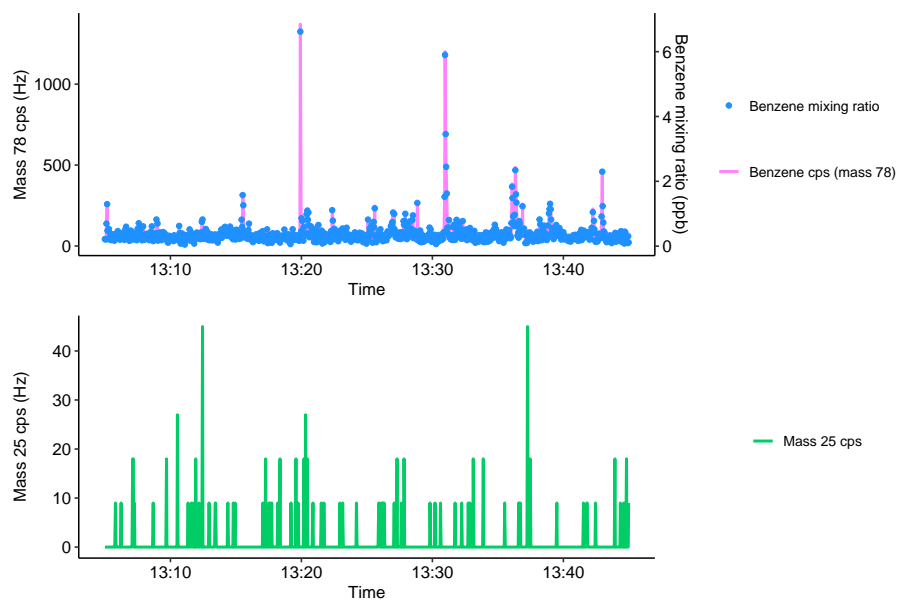 Mass 78 cps (Hz)
1000
500
0
6
4
2
0
Benzene mixing ratio (ppb)
13:10 13:20 13:30 13:40
Time
Benzene mixing ratio
Benzene cps (mass 78)
Mass 25 cps (Hz)
40
30
20
10
0
13:10 13:20 13:30 13:40
Time
Mass 25 cps